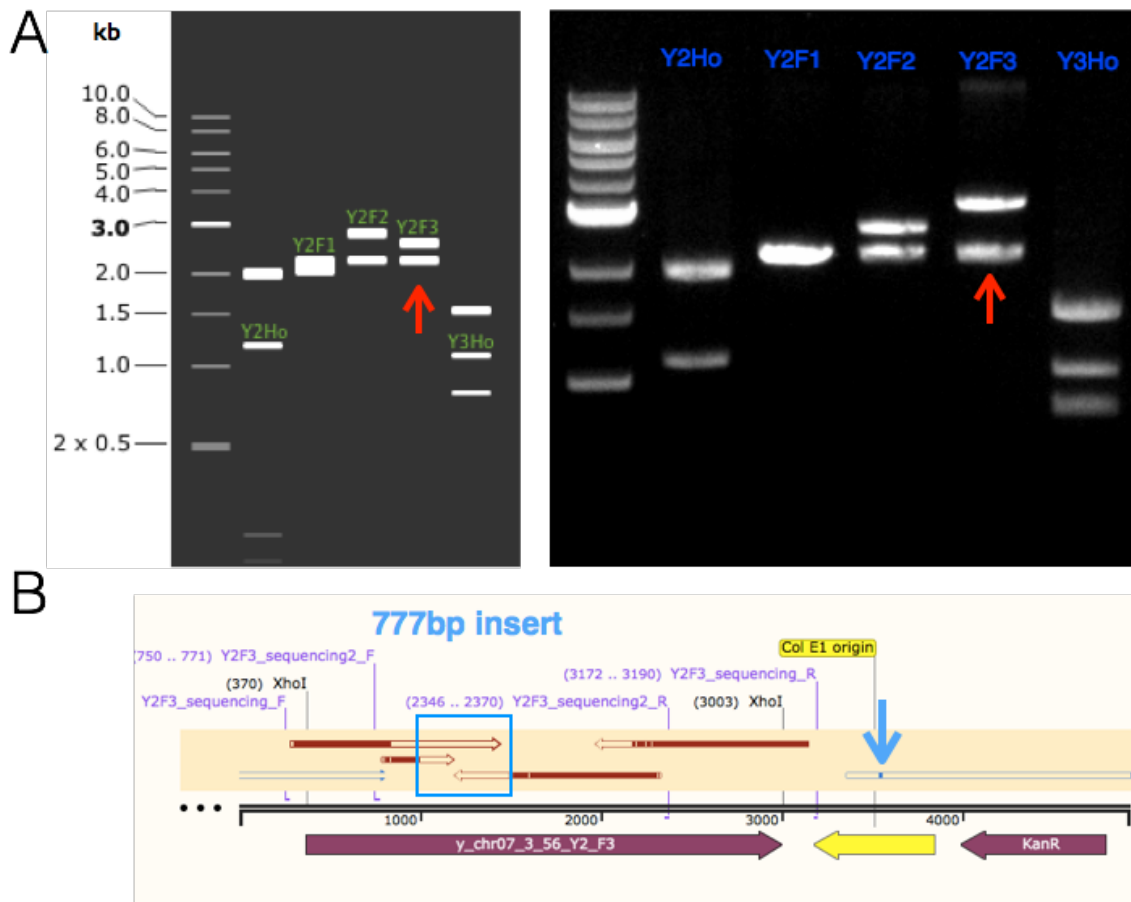 A
kb
10.0
8.0
6.0
5.0
4.0
3.0
2.0
1.5
1.0
2 x 0.5
Y2Ho
Y2F1
Y2F2
Y2F3
Y3Ho
Y2Ho
Y2F1
Y2F2
Y2F3
Y3Ho
B
777bp insert
Col E1 origin
(750 .. 771) Y2F3_sequencing2_F
(3172 .. 3190) Y2F3_sequencing_R
(370) XhoI
Y2F3_sequencing_F
(2346 .. 2370) Y2F3_sequencing2_R
(3003) XhoI
1000
2000
3000
4000
y_chr07_3_56_Y2_F3
KanR